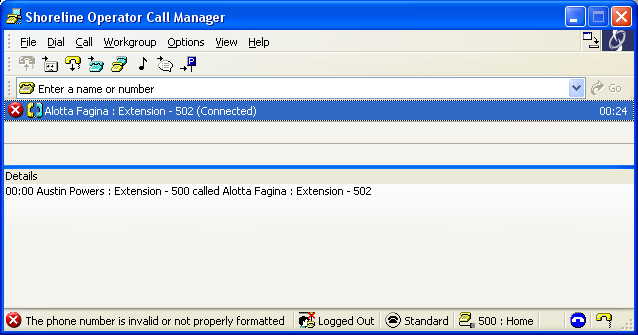 Shoreline Operator Call Manager
File Dial Call Workgroup Options View Help
Enter a name or number Go
Alotta Fagina : Extension - 502 (Connected) 00:24
Details
00:00 Austin Powers : Extension - 500 called Alotta Fagina : Extension - 502
The phone number is invalid or not properly formatted Logged Out Standard 500 : Home